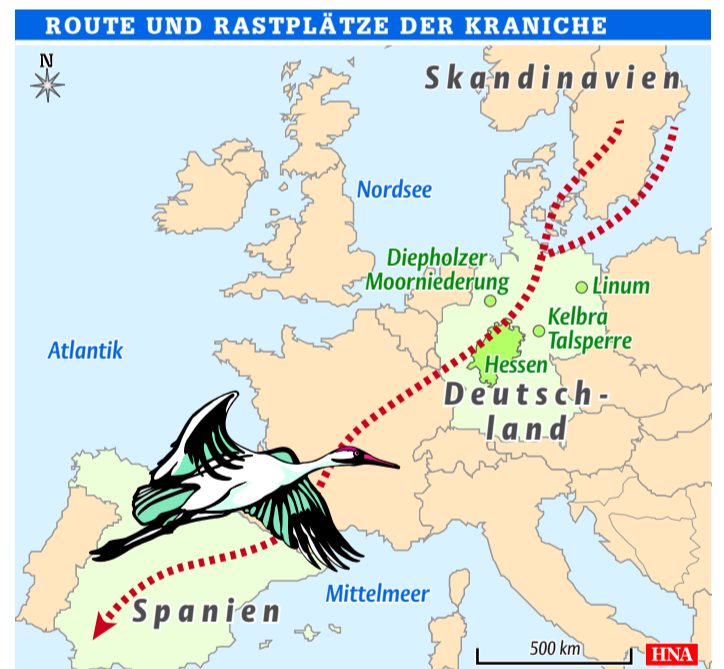 ROUTE UND RASTPLÄTZE DER KRANICHE
N
Skandinavien
Nordsee
Diepholzer
Moorniederung
Linum
Kelbra
Talsperre
Atlantik
Hessen
Deutsch-
land
Mittelmeer
Spanien
500 km
HNA